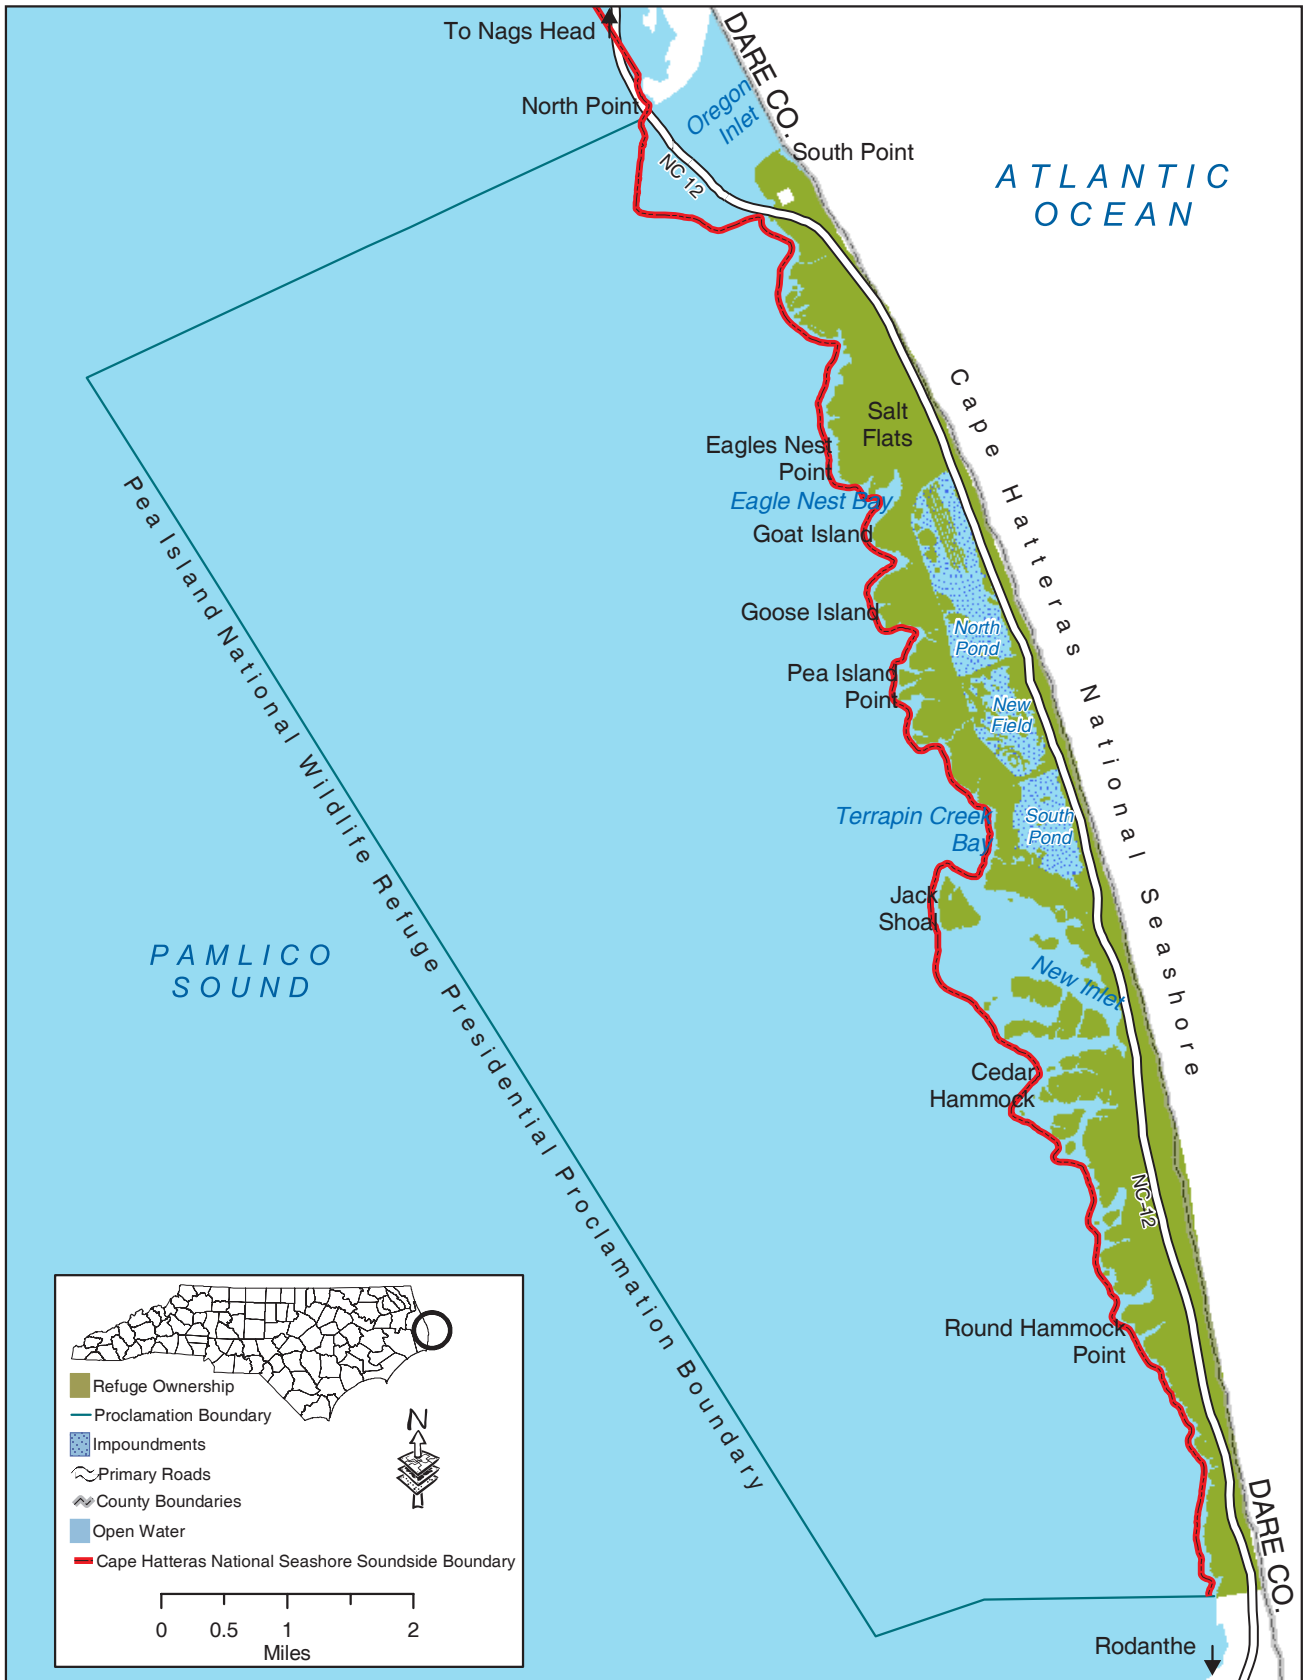 To Nags Head
DARE CO.
North Point
Oregon
Inlet
South Point
NC 12
ATLANTIC
OCEAN
Cape Hatteras National Seashore
Salt
Flats
Eagles Nest
Point
Eagle Nest Bay
Goat Island
Goose Island
North
Pond
Pea Island
Point
New
Field
Pea Island National Wildlife Refuge Presidential Proclamation Boundary
Terrapin Creek
Bay
South
Pond
Jack
Shoal
PAMLICO
SOUND
New Inlet
Cedar
Hammock
NC-12
Round Hammock
Point
DARE CO.
Rodanthe
Refuge Ownership
Proclamation Boundary
Impoundments
Primary Roads
County Boundaries
Open Water
Cape Hatteras National Seashore Soundside Boundary
N
0 0.5 1 2
Miles